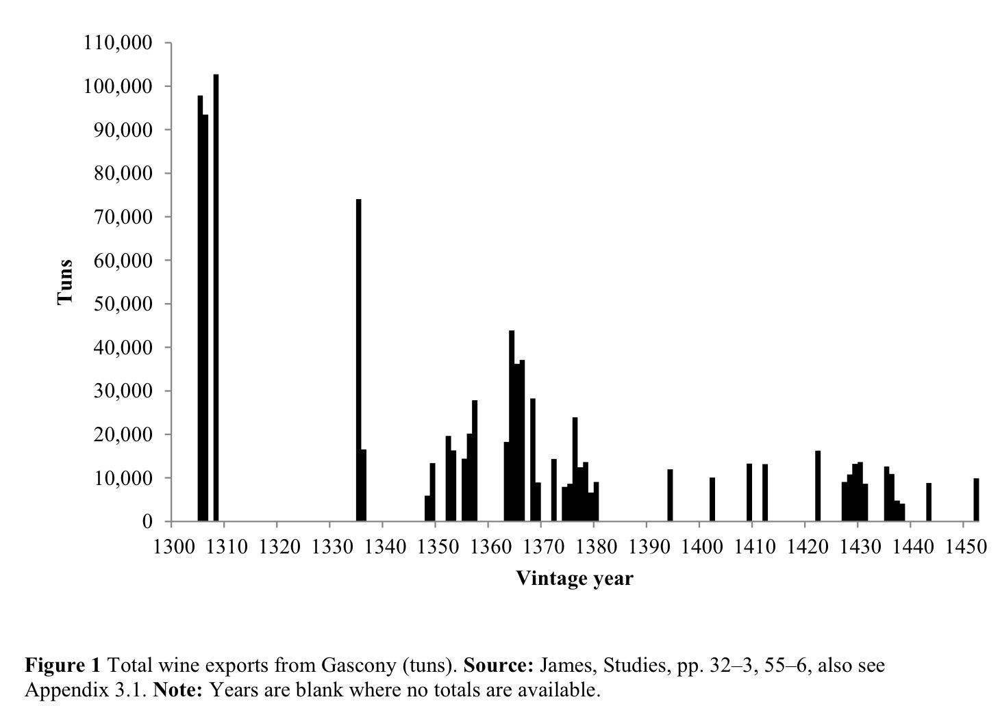 110,000
100,000
90,000
80,000
70,000
60,000
50,000
40,000
30,000
20,000
10,000
0
Tuns
1300 1310 1320 1330 1340 1350 1360 1370 1380 1390 1400 1410 1420 1430 1440 1450
Vintage year
Figure 1 Total wine exports from Gascony (tuns). Source: James, Studies, pp. 32–3, 55–6, also see
Appendix 3.1. Note: Years are blank where no totals are available.